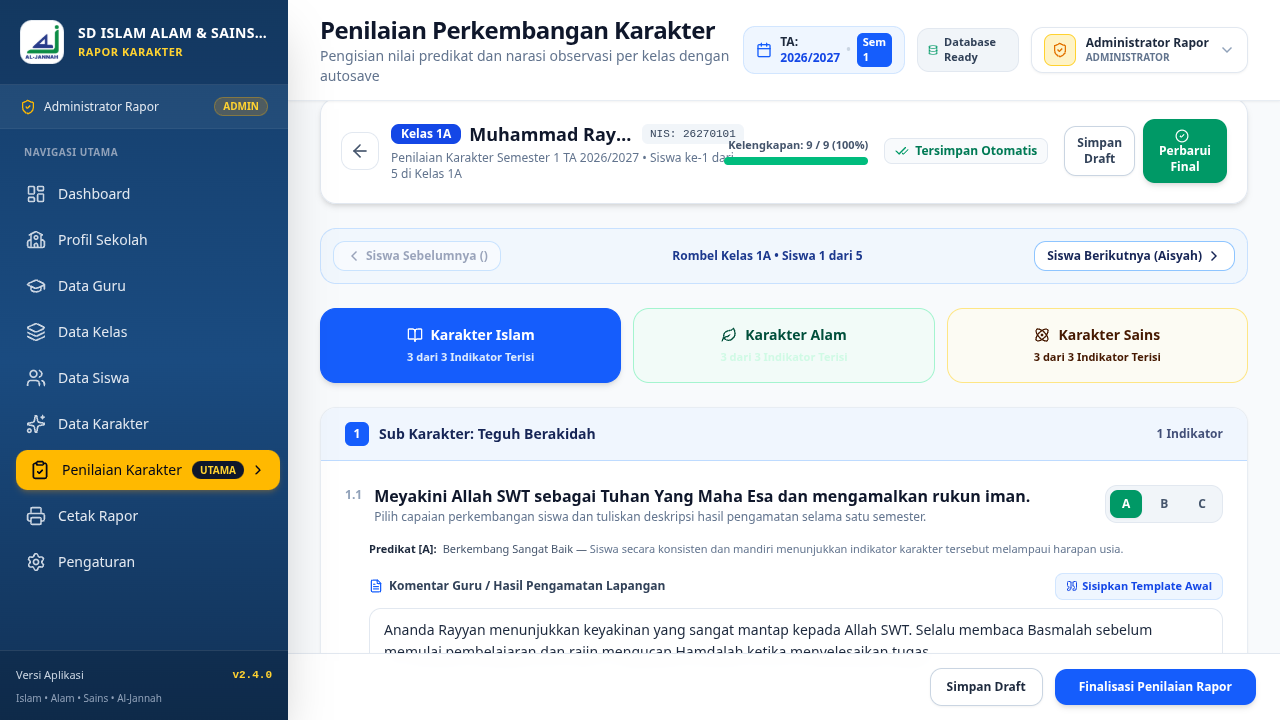 SD ISLAM ALAM & SAINS...
RAPOR KARAKTER
AL-JANNAH
Administrator Rapor
ADMIN
NAVIGASI UTAMA
Dashboard
Profil Sekolah
Data Guru
Data Kelas
Data Siswa
Data Karakter
Penilaian Karakter
UTAMA
Cetak Rapor
Pengaturan
Versi Aplikasi
v2.4.0
Islam • Alam • Sains • Al-Jannah
Penilaian Perkembangan Karakter
Pengisian nilai predikat dan narasi observasi per kelas dengan
autosave
TA:
2026/2027
•
Sem
1
Database
Ready
Administrator Rapor
ADMINISTRATOR
Kelas 1A
Muhammad Ray...
NIS: 26270101
Penilaian Karakter Semester 1 TA 2026/2027 • Siswa ke-1 dari
5 di Kelas 1A
Kelengkapan: 9 / 9 (100%)
Tersimpan Otomatis
Simpan
Draft
Perbarui
Final
Siswa Sebelumnya ()
Rombel Kelas 1A • Siswa 1 dari 5
Siswa Berikutnya (Aisyah)
Karakter Islam
3 dari 3 Indikator Terisi
Karakter Alam
3 dari 3 Indikator Terisi
Karakter Sains
3 dari 3 Indikator Terisi
1
Sub Karakter: Teguh Berakidah
1 Indikator
1.1
Meyakini Allah SWT sebagai Tuhan Yang Maha Esa dan mengamalkan rukun iman.
Pilih capaian perkembangan siswa dan tuliskan deskripsi hasil pengamatan selama satu semester.
A
B
C
Predikat [A]: Berkembang Sangat Baik — Siswa secara konsisten dan mandiri menunjukkan indikator karakter tersebut melampaui harapan usia.
Komentar Guru / Hasil Pengamatan Lapangan
Sisipkan Template Awal
Ananda Rayyan menunjukkan keyakinan yang sangat mantap kepada Allah SWT. Selalu membaca Basmalah sebelum
memulai pembelajaran dan rajin mengucap Hamdalah ketika menyelesaikan tugas.
Simpan Draft
Finalisasi Penilaian Rapor